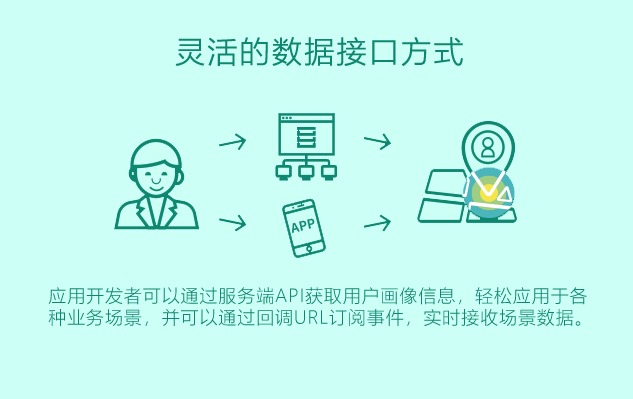 灵活的数据接口方式
APP
应用开发者可以通过服务端API获取用户画像信息，轻松应用于各
种业务场景，并可以通过回调URL订阅事件，实时接收场景数据。